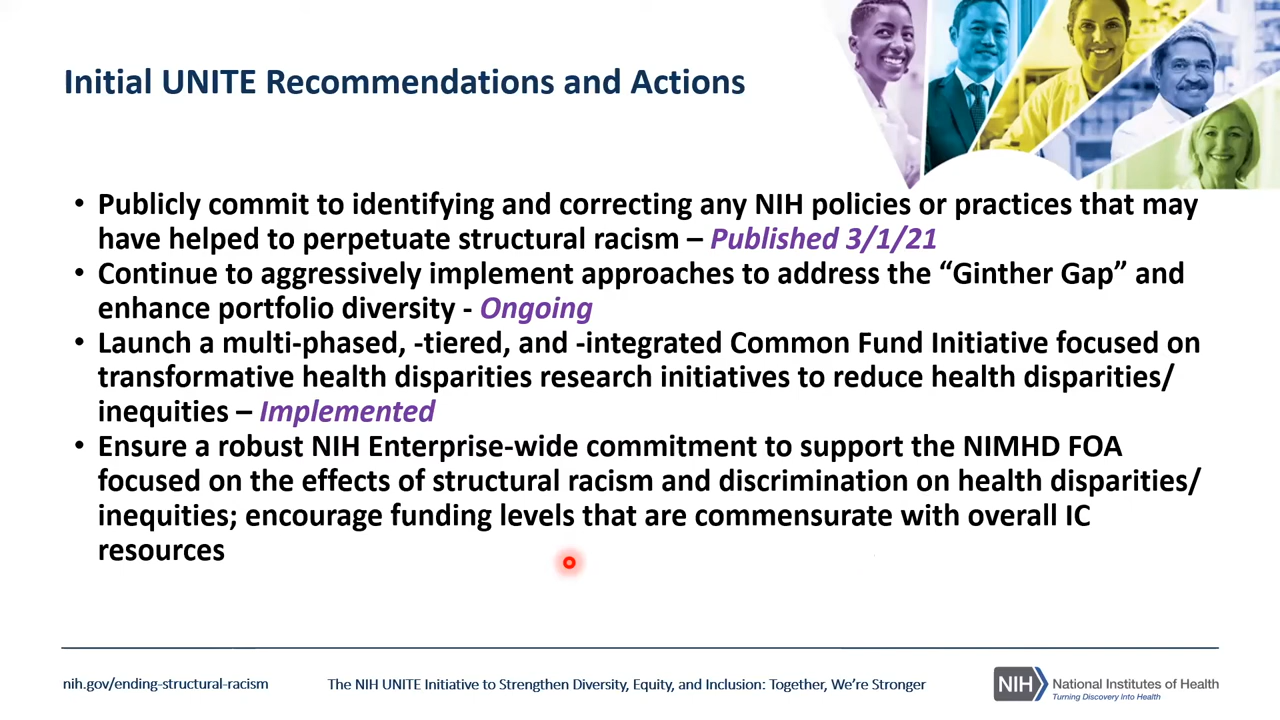 Initial UNITE Recommendations and Actions
• Publicly commit to identifying and correcting any NIH policies or practices that may
have helped to perpetuate structural racism – Published 3/1/21
• Continue to aggressively implement approaches to address the “Ginther Gap” and
enhance portfolio diversity - Ongoing
• Launch a multi-phased, -tiered, and -integrated Common Fund Initiative focused on
transformative health disparities research initiatives to reduce health disparities/
inequities – Implemented
• Ensure a robust NIH Enterprise-wide commitment to support the NIMHD FOA
focused on the effects of structural racism and discrimination on health disparities/
inequities; encourage funding levels that are commensurate with overall IC
resources
nih.gov/ending-structural-racism
The NIH UNITE Initiative to Strengthen Diversity, Equity, and Inclusion: Together, We’re Stronger
NIH National Institutes of Health
Turning Discovery Into Health